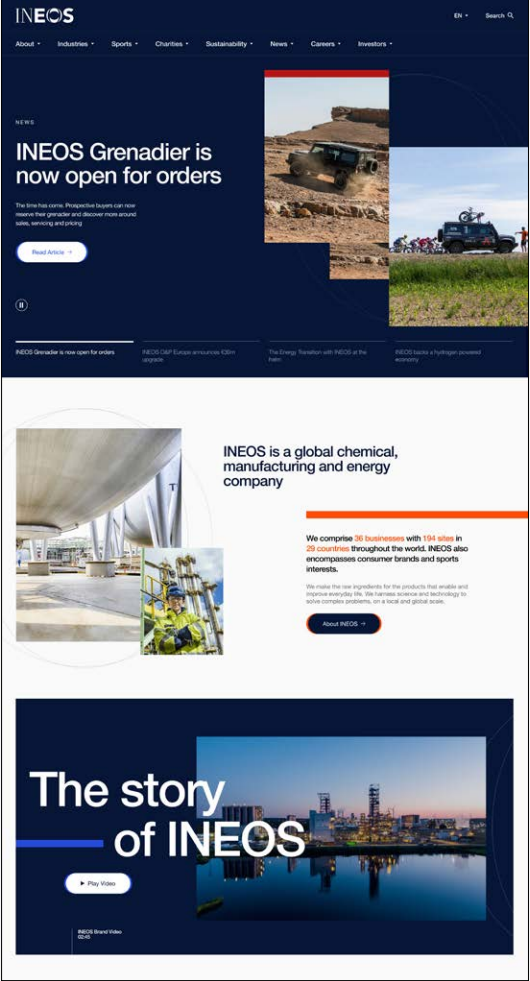 INEOS
EN
Search
About
Industries
Sports
Charities
Sustainability
News
Careers
Investors
NEWS
INEOS Grenadier is
now open for orders
The time has come. Prospective buyers can now
reserve their grenadier and discover more around
sales, servicing and pricing
Read Article →
INEOS Grenadier is now open for orders
INEOS O&P Europe announces €35m
upgrade
The Energy Transition with INEOS at the
helm
INEOS backs a hydrogen powered
economy
INEOS is a global chemical,
manufacturing and energy
company
We comprise 36 businesses with 194 sites in
29 countries throughout the world. INEOS also
encompasses consumer brands and sports
interests.
We make the raw ingredients for the products that enable and
improve everyday life. We harness science and technology to
solve complex problems, on a local and global scale.
About INEOS →
The story
of INEOS
Play Video
INEOS Brand Video
02:45